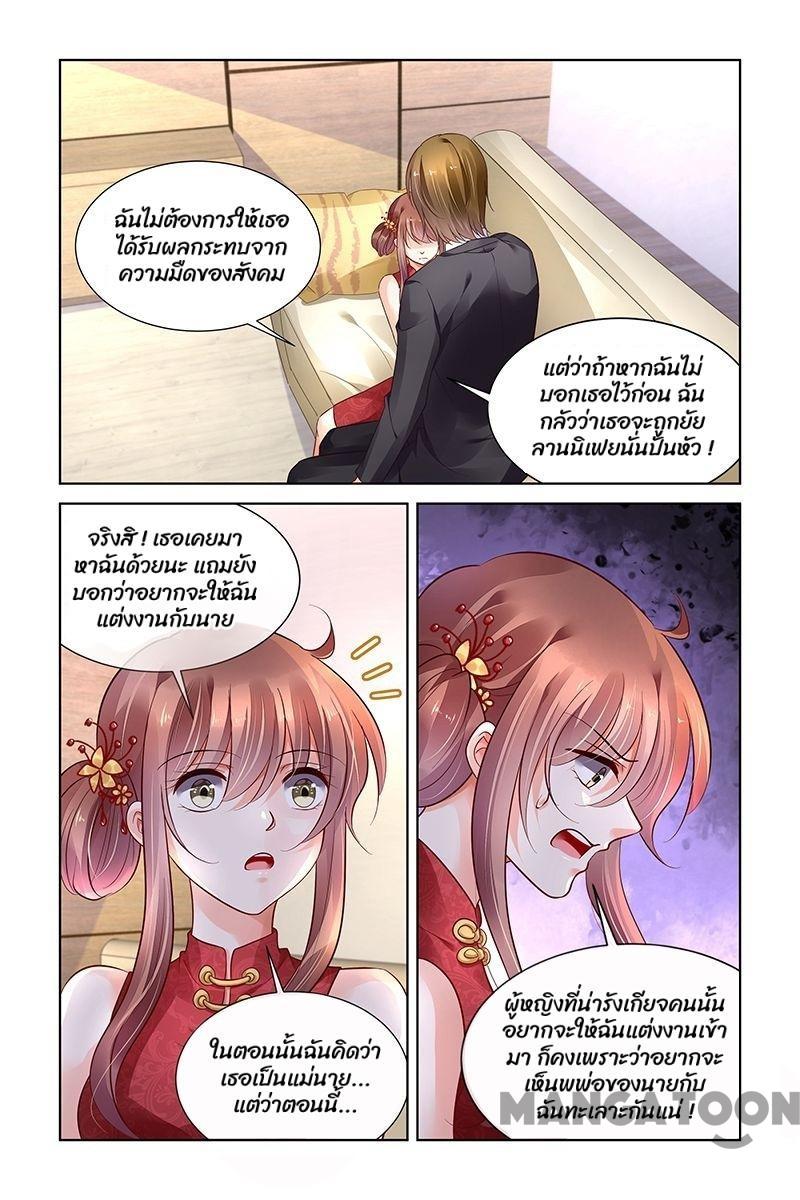 ฉันไม่ต้องการให้เธอ
ได้รับผลกระทบจาก
ความมืดของสังคม
แต่ว่าถ้าหากฉันไม่
บอกเธอไว้ก่อน ฉัน
กลัวว่าเธอจะถูกยัย
ลานนิเฟยนั่นปั่นหัว !
จริงสิ ! เธอเคยมา
หาฉันด้วยนะ แถมยัง
บอกว่าอยากจะให้ฉัน
แต่งงานกับนาย
ในตอนนั้นฉันคิดว่า
เธอเป็นแม่นาย...
แต่ว่าตอนนี้...
ผู้หญิงที่น่ารังเกียจคนนั้น
อยากจะให้ฉันแต่งงานเข้า
มา ก็คงเพราะว่าอยากจะ
เห็นพพ่อของนายกับ
ฉันทะเลาะกันแน่ !
MANGATOON